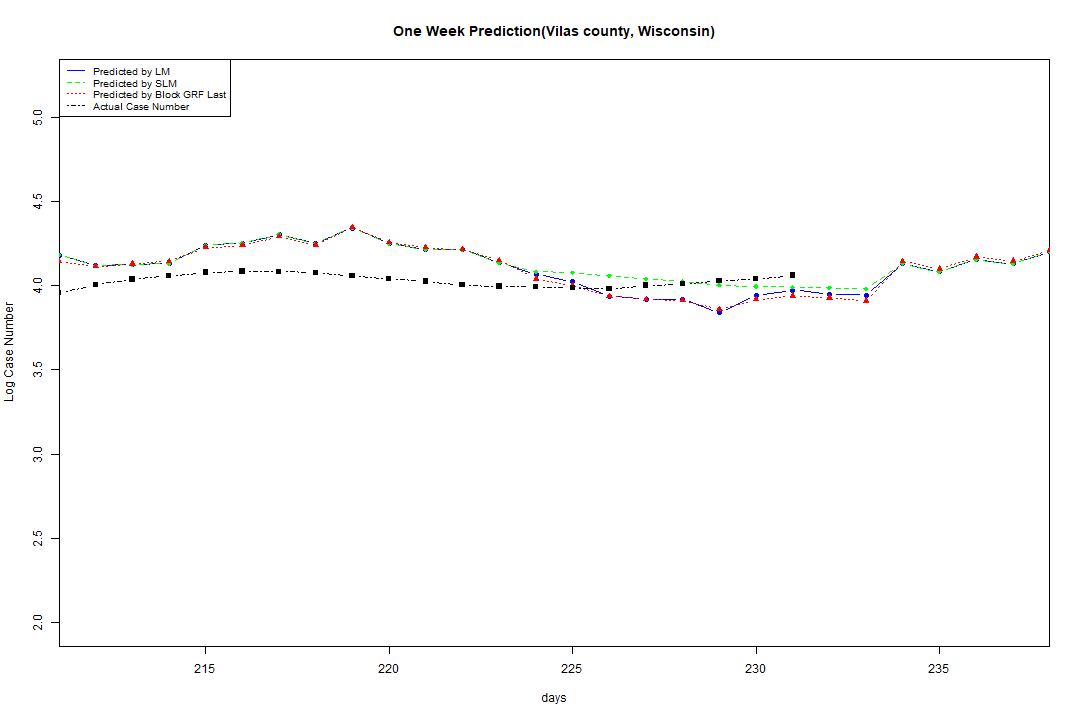 One Week Prediction(Vilas county, Wisconsin)
Predicted by LM
Predicted by SLM
Predicted by Block GRF Last
Actual Case Number
Log Case Number
5.0
4.5
4.0
3.5
3.0
2.5
2.0
215 220 225 230 235
days